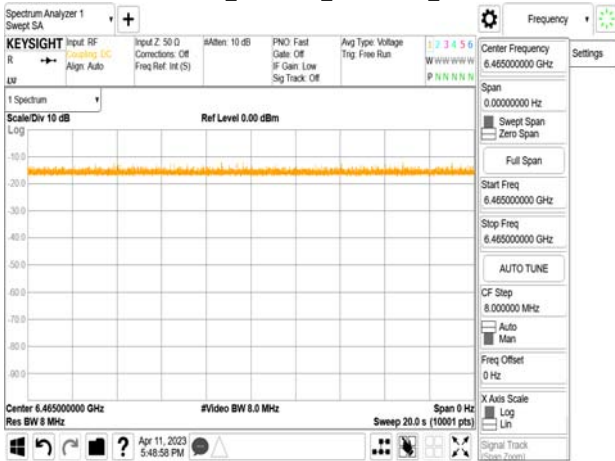 Spectrum Analyzer 1
Swept SA
Frequency
KEYSIGHT
R
Input: RF
Coupling: DC
Align: Auto
Input Z: 50 Ω
Corrections: Off
Freq Ref: Int (S)
#Atten: 10 dB
PNO: Fast
Gate: Off
IF Gain: Low
Sig Track: Off
Avg Type: Voltage
Trig: Free Run
1 2 3 4 5 6
W W W W W W
P N N N N N
Center Frequency
6.465000000 GHz
Settings
Span
0.00000000 Hz
Swept Span
Zero Span
Full Span
Start Freq
6.465000000 GHz
Stop Freq
6.465000000 GHz
AUTO TUNE
CF Step
8.000000 MHz
Auto
Man
Freq Offset
0 Hz
X Axis Scale
Log
Lin
Signal Track
(Span Zoom)
1 Spectrum
Scale/Div 10 dB
Ref Level 0.00 dBm
Log
-10.0
-20.0
-30.0
-40.0
-50.0
-60.0
-70.0
-80.0
-90.0
Center 6.465000000 GHz
#Video BW 8.0 MHz
Span 0 Hz
Res BW 8 MHz
Sweep 20.0 s (10001 pts)
?
Apr 11, 2023
5:48:58 PM